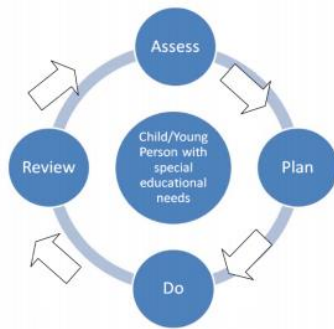 Assess
Child/Young
Person with
special
educational
needs
Review
Plan
Do